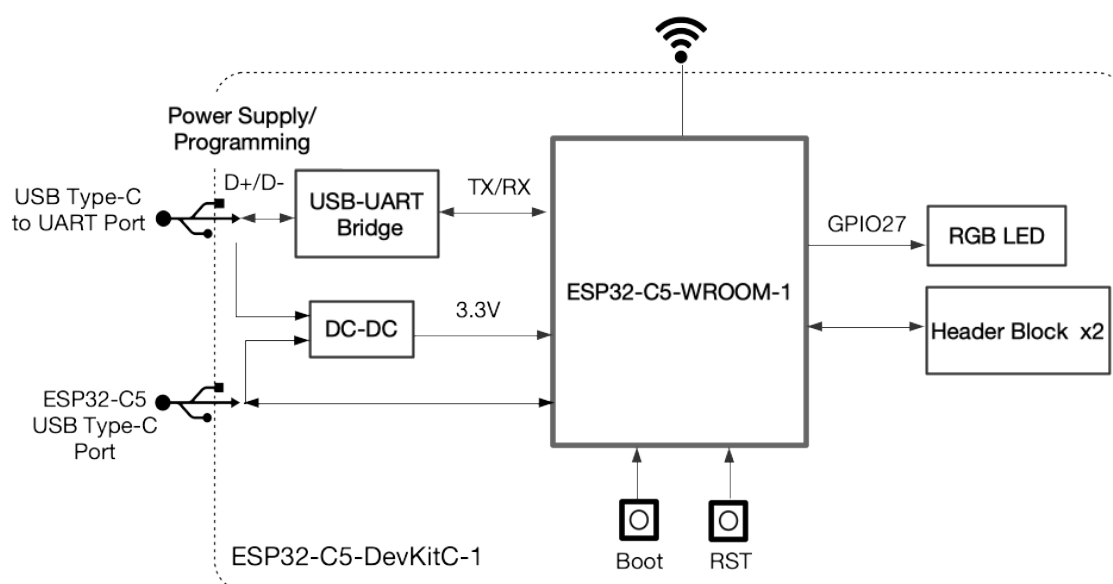 Power Supply/
Programming
USB Type-C
to UART Port
D+/D-
USB-UART
Bridge
TX/RX
ESP32-C5-WROOM-1
GPIO27
RGB LED
DC-DC
3.3V
Header Block x2
ESP32-C5
USB Type-C
Port
Boot
RST
ESP32-C5-DevKitC-1